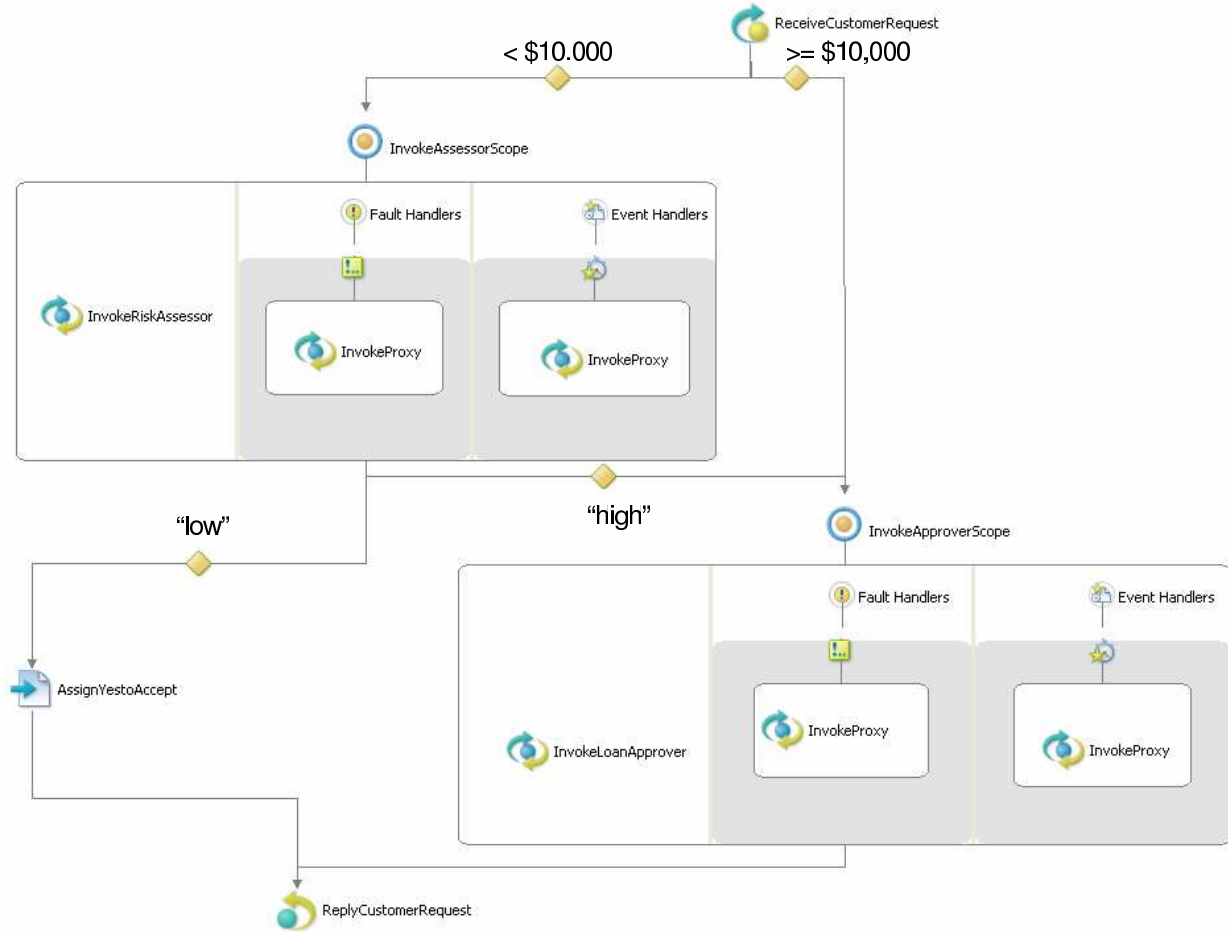 ReceiveCustomerRequest
< $10.000
>= $10,000
InvokeAssessorScope
Fault Handlers
Event Handlers
InvokeRiskAssessor
InvokeProxy
InvokeProxy
"low"
"high"
InvokeApproverScope
Fault Handlers
Event Handlers
AssignYestoAccept
InvokeLoanApprover
InvokeProxy
InvokeProxy
ReplyCustomerRequest